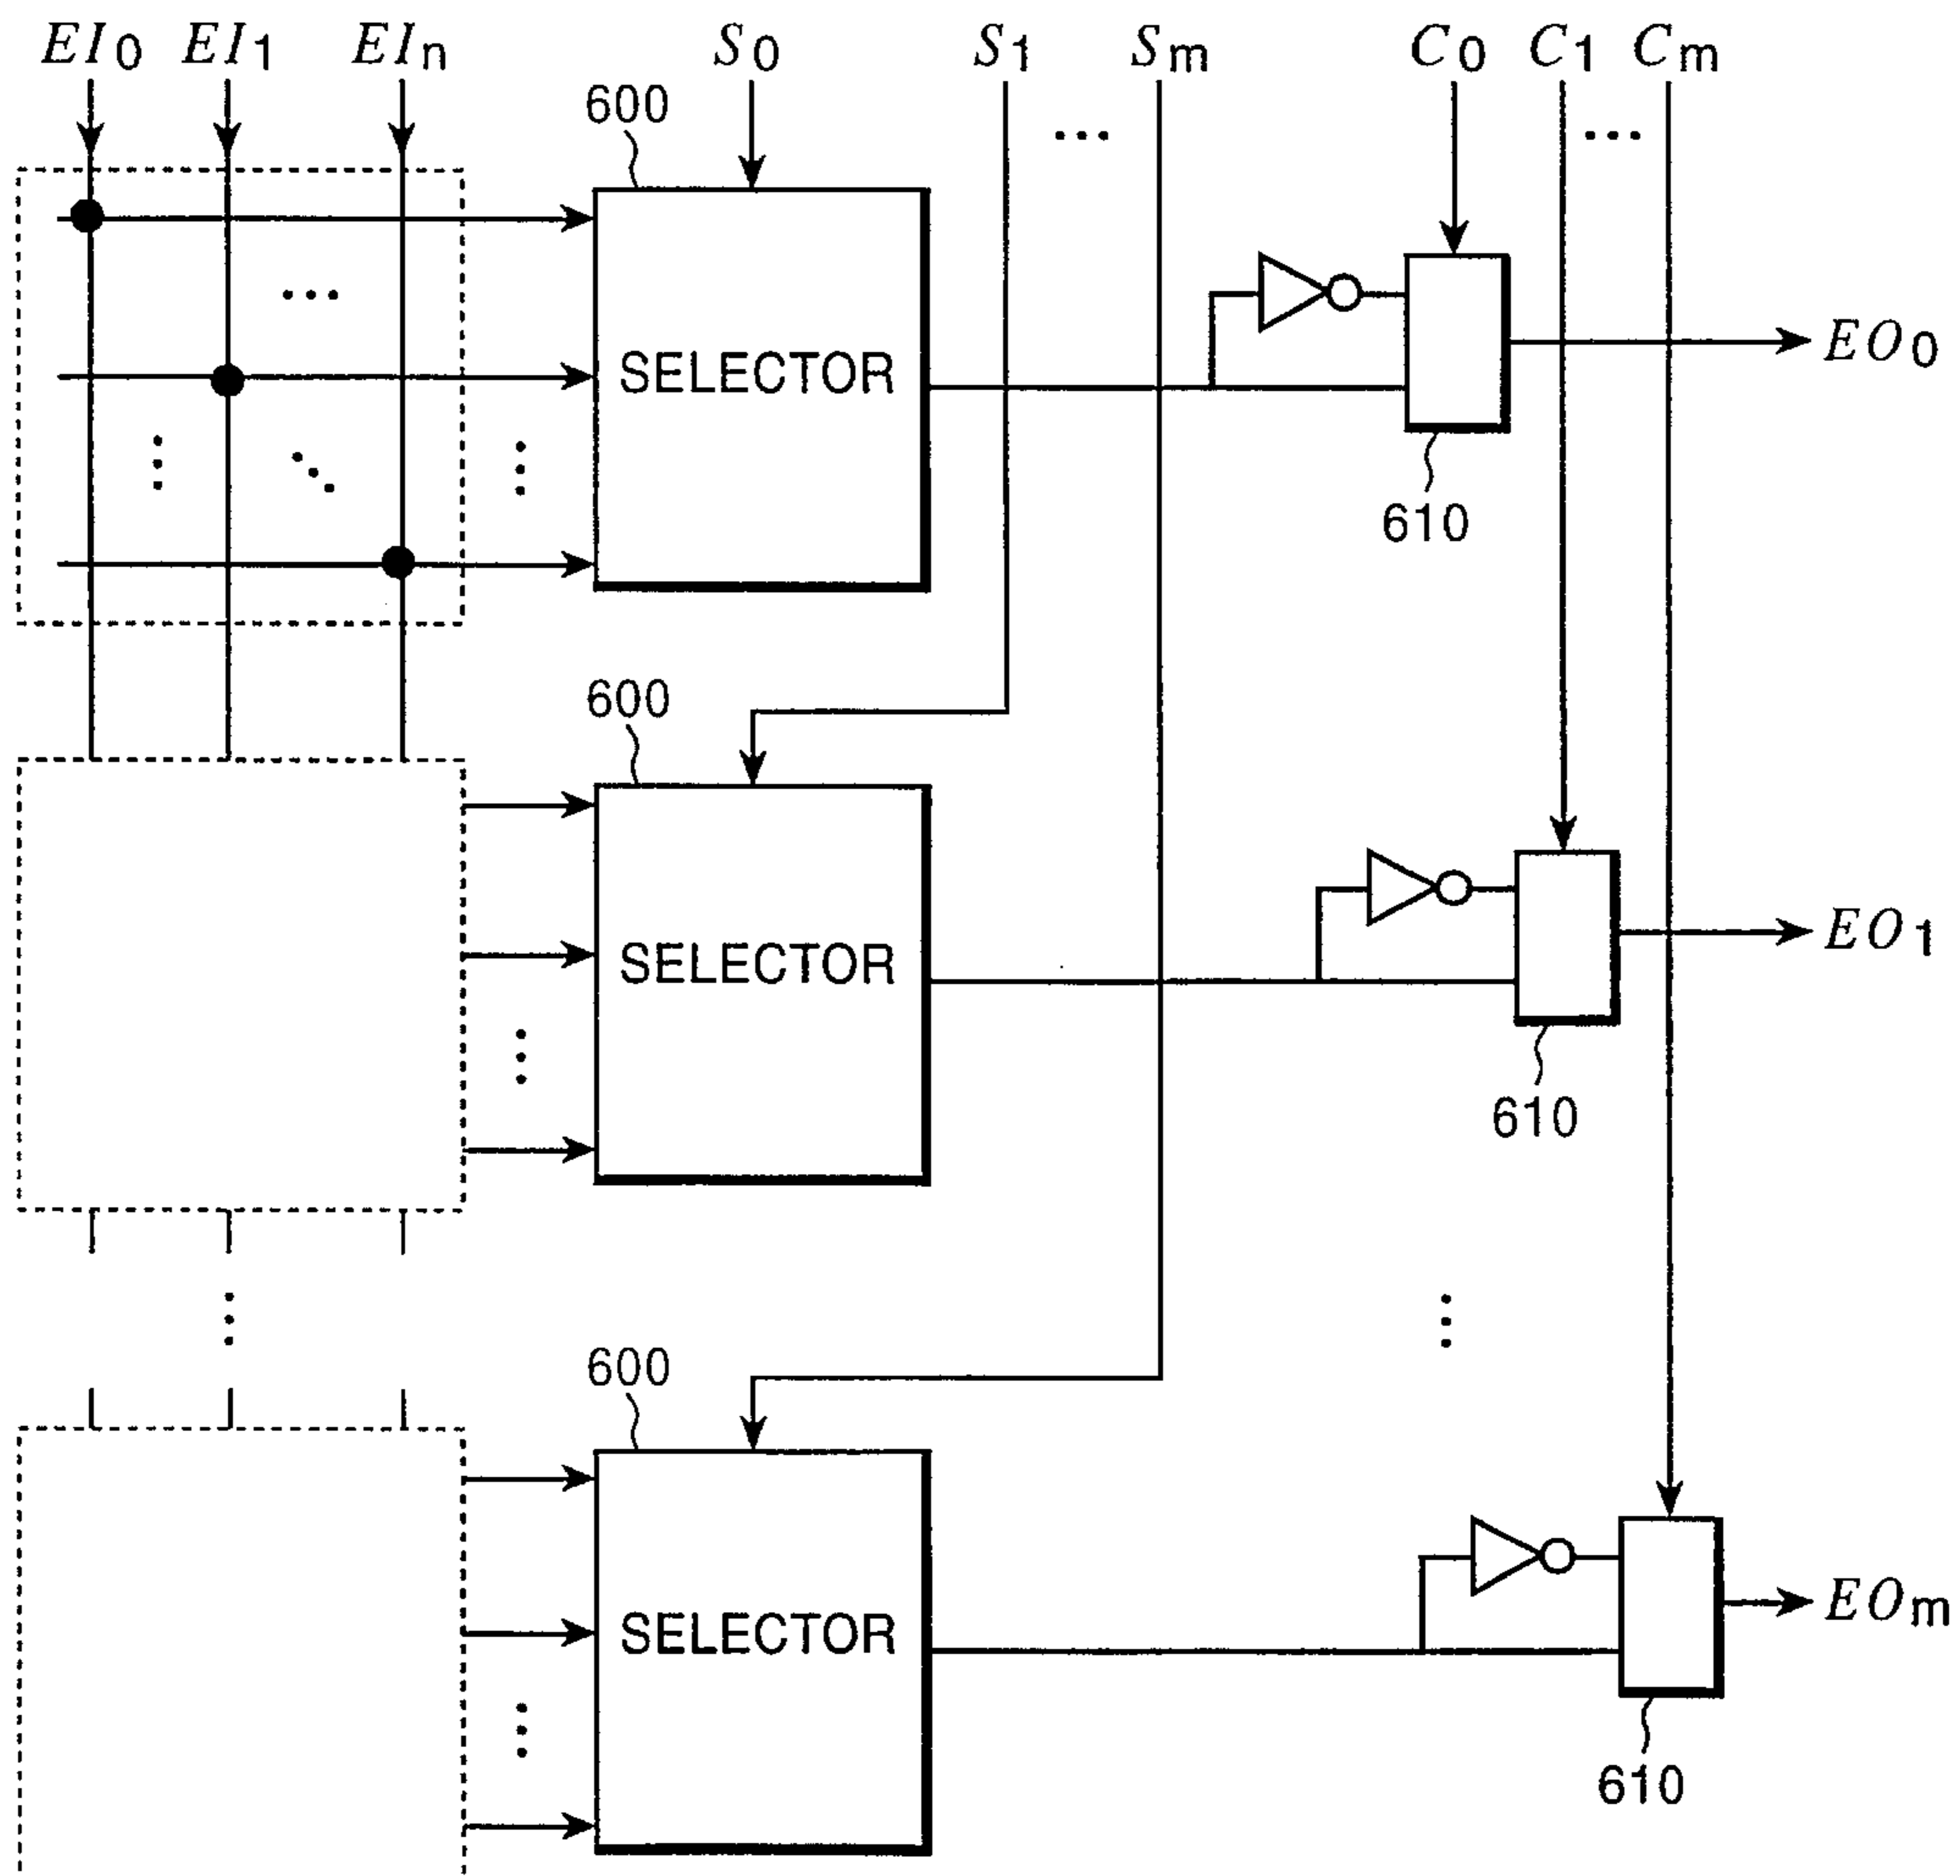 EI0 EI1 EIn S0 S1 Sm C0 C1 Cm
600
... ...
...
SELECTOR
EO0
610
600
SELECTOR
EO1
610
600
SELECTOR
EOm
610